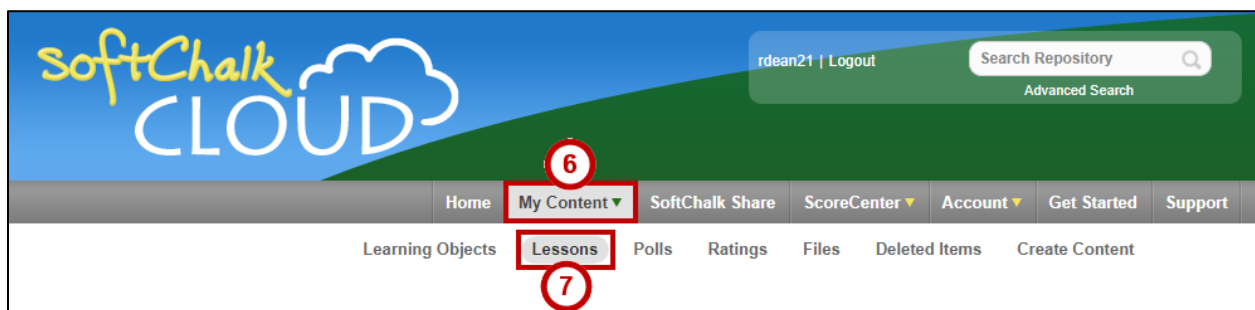 softChalk
CLOUD
rdean21 | Logout
Search Repository
Advanced Search
6
Home My Content▼ SoftChalk Share ScoreCenter▼ Account▼ Get Started Support
Learning Objects Lessons Polls Ratings Files Deleted Items Create Content
7